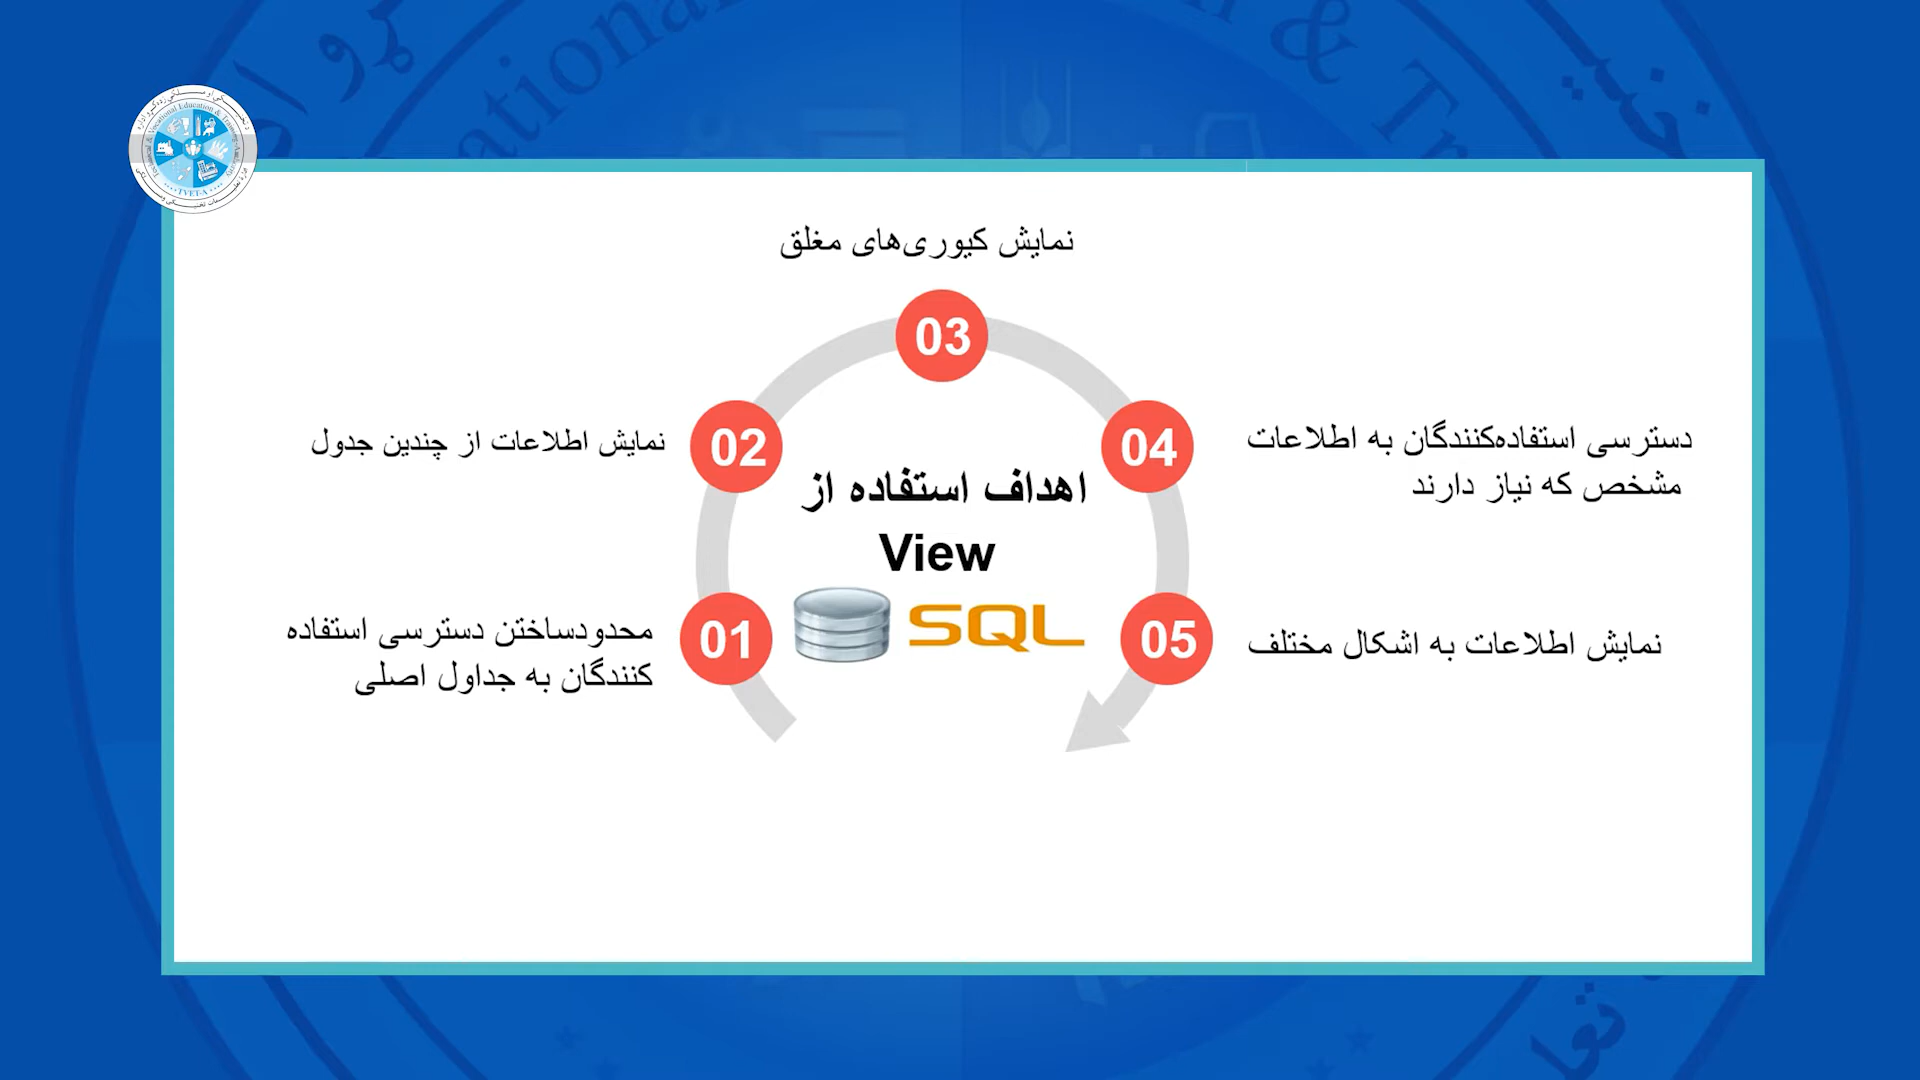 اهداف استفاده از
View
SQL
01
محدودساختن دسترسی استفاده
کنندگان به جداول اصلی
02
نمایش اطلاعات از چندین جدول
03
نمایش کیوری‌های مغلق
04
دسترسی استفاده‌کنندگان به اطلاعات
مشخص که نیاز دارند
05
نمایش اطلاعات به اشکال مختلف
TVET-A